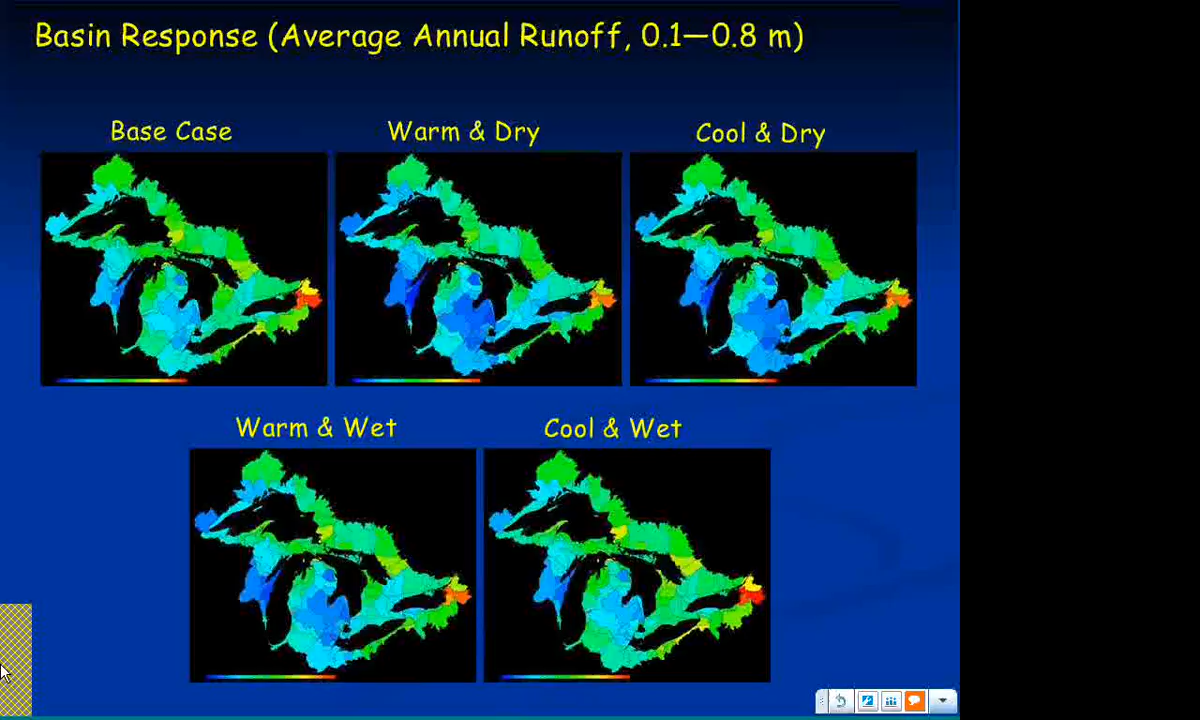 Basin Response (Average Annual Runoff, 0.1—0.8 m)
Base Case
Warm & Dry
Cool & Dry
Warm & Wet
Cool & Wet